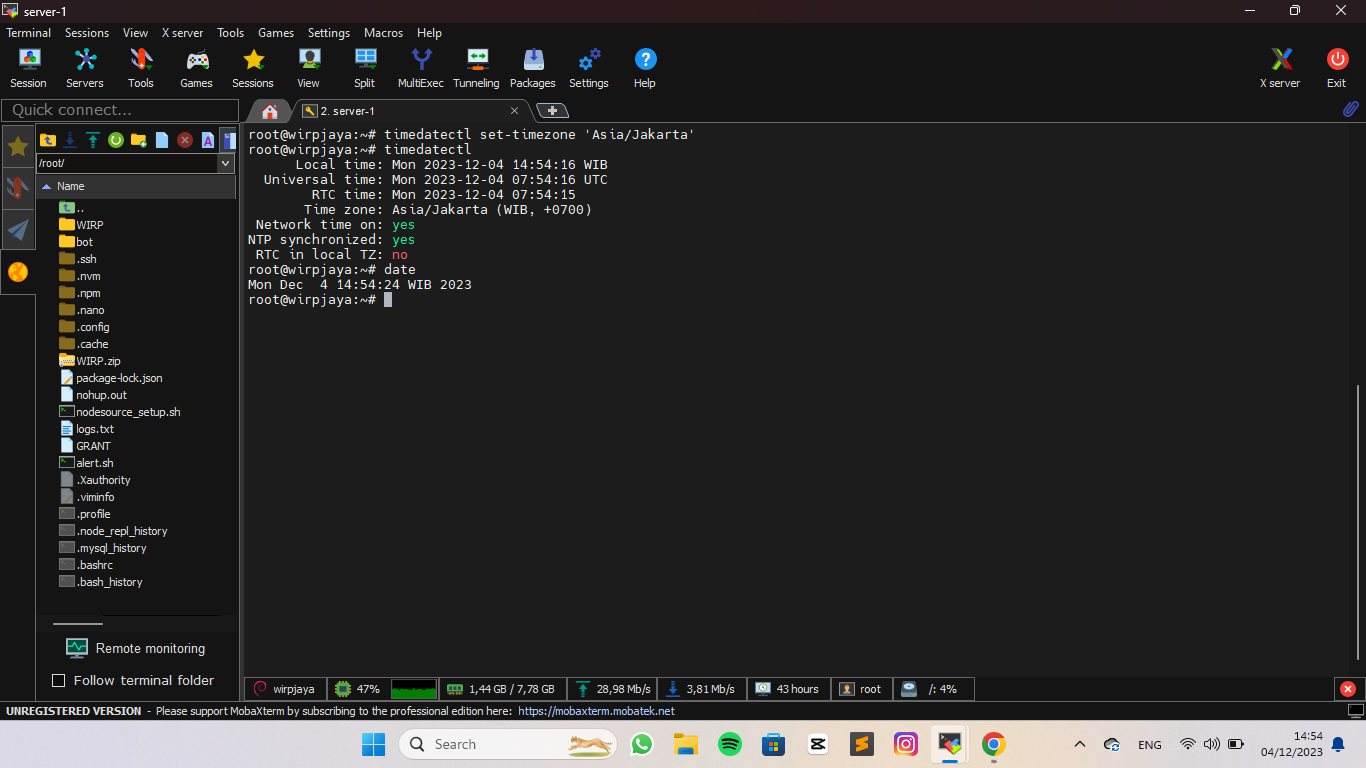 server-1
Terminal Sessions View X server Tools Games Settings Macros Help
Session Servers Tools Games Sessions View Split MultiExec Tunneling Packages Settings Help X server Exit
Quick connect...
2. server-1
/root/
Name
..
WIRP
bot
.ssh
.nvm
.npm
.nano
.config
.cache
WIRP.zip
package-lock.json
nohup.out
nodesource_setup.sh
logs.txt
GRANT
alert.sh
.Xauthority
.viminfo
.profile
.node_repl_history
.mysql_history
.bashrc
.bash_history
Remote monitoring
Follow terminal folder
root@wirpjaya:~# timedatectl set-timezone 'Asia/Jakarta'
root@wirpjaya:~# timedatectl
Local time: Mon 2023-12-04 14:54:16 WIB
Universal time: Mon 2023-12-04 07:54:16 UTC
RTC time: Mon 2023-12-04 07:54:15
Time zone: Asia/Jakarta (WIB, +0700)
Network time on: yes
NTP synchronized: yes
RTC in local TZ: no
root@wirpjaya:~# date
Mon Dec  4 14:54:24 WIB 2023
root@wirpjaya:~#
wirpjaya 47% 1,44 GB / 7,78 GB 28,98 Mb/s 3,81 Mb/s 43 hours root /: 4%
UNREGISTERED VERSION - Please support MobaXterm by subscribing to the professional edition here: https://mobaxterm.mobatek.net
Search
ENG
14:54
04/12/2023